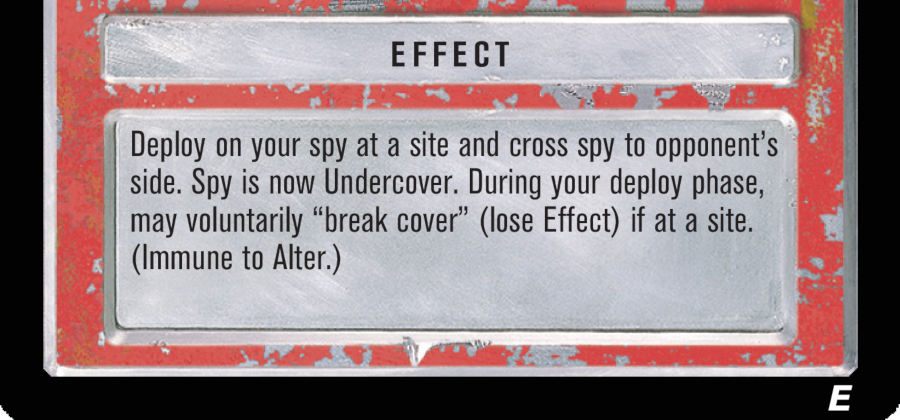 EFFECT
Deploy on your spy at a site and cross spy to opponent's
side. Spy is now Undercover. During your deploy phase,
may voluntarily “break cover” (lose Effect) if at a site.
(Immune to Alter.)
E